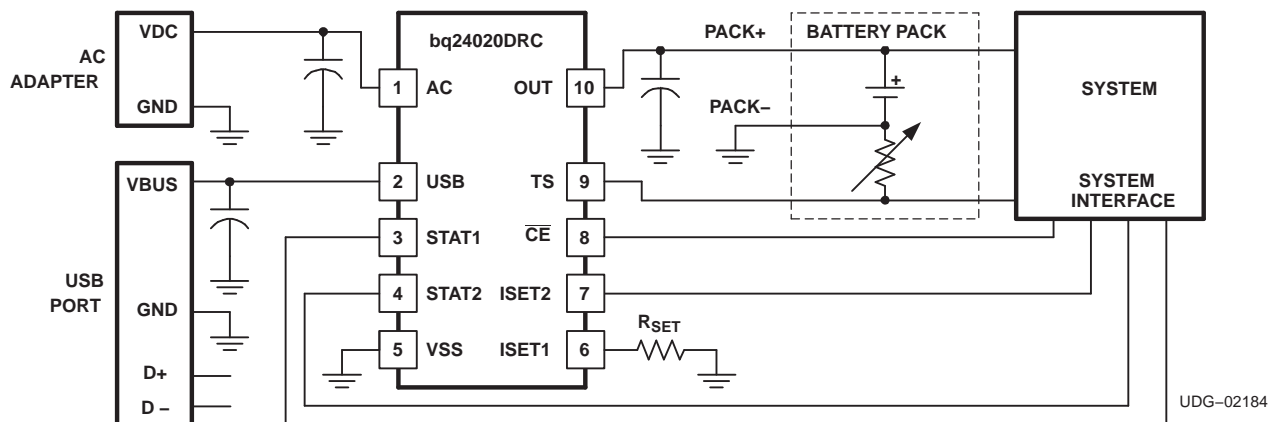 AC
ADAPTER
VDC
GND
bq24020DRC
1 AC
OUT 10
PACK+
BATTERY PACK
+
PACK–
SYSTEM
SYSTEM
INTERFACE
USB
PORT
VBUS
GND
D+
D –
2 USB
TS 9
3 STAT1
C̅E̅ 8
4 STAT2
ISET2 7
5 VSS
ISET1 6
RSET
UDG–02184